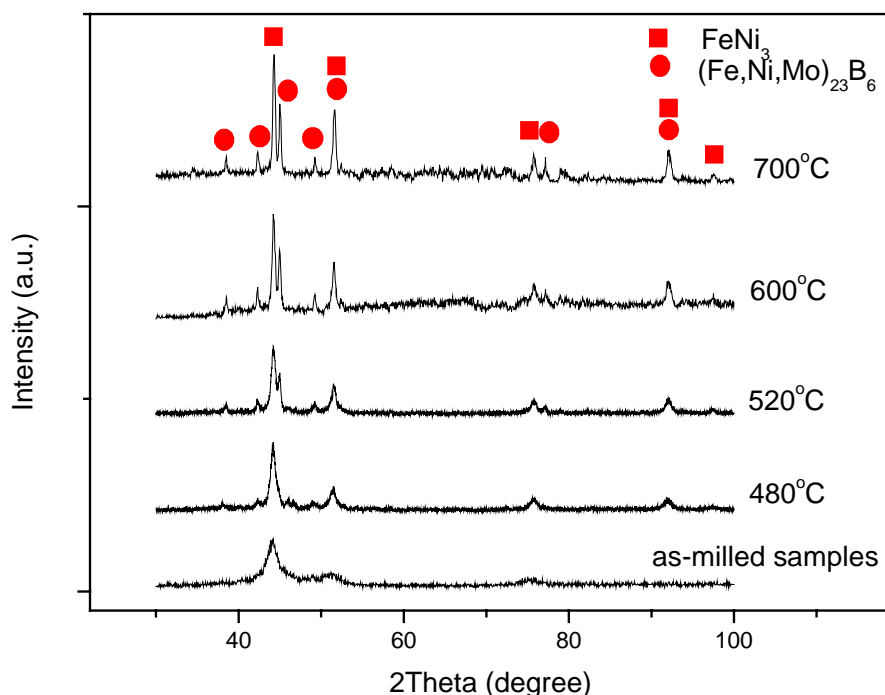 FeNi₃
(Fe,Ni,Mo)₂₃B₆
700°C
600°C
520°C
480°C
as-milled samples
Intensity (a.u.)
40 60 80 100
2Theta (degree)